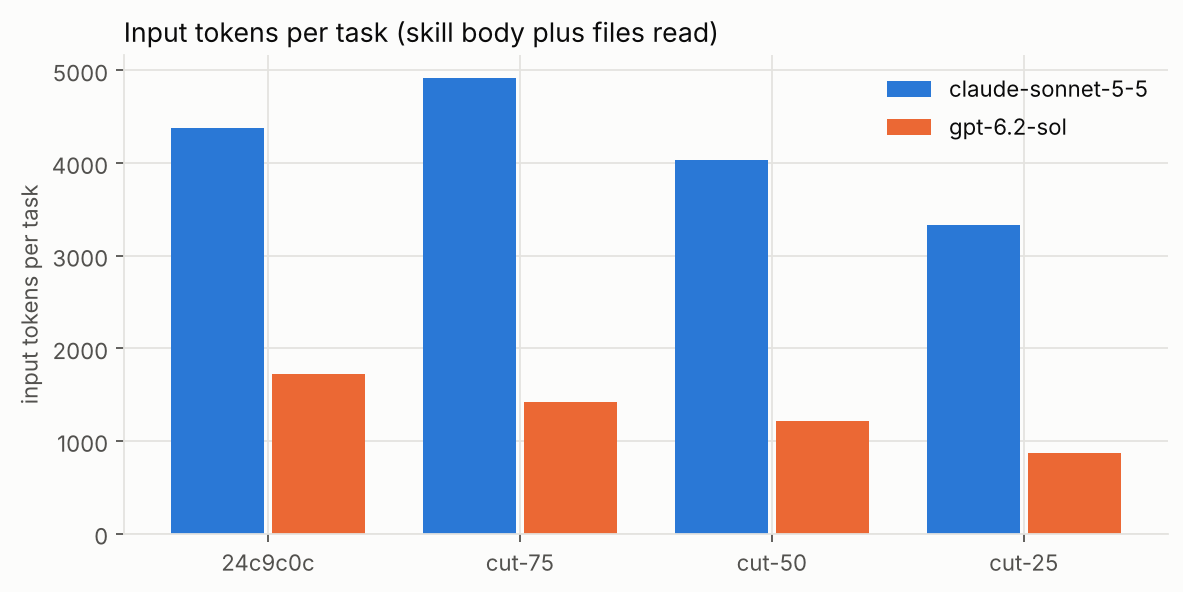 Input tokens per task (skill body plus files read)
claude-sonnet-5-5
gpt-6.2-sol
input tokens per task
5000
4000
3000
2000
1000
0
24c9c0c
cut-75
cut-50
cut-25